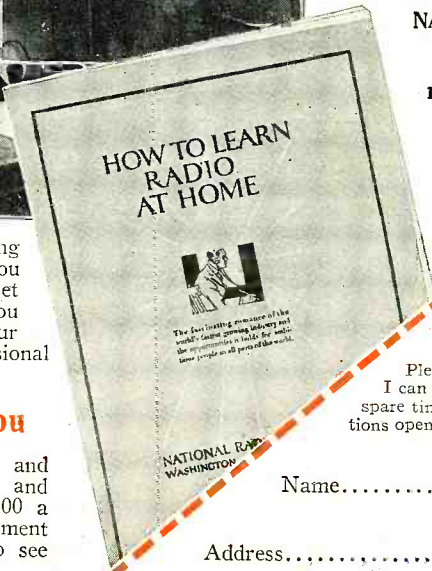 NA
HOW TO LEARN
RADIO
AT HOME
The fascinating romance of the
world's fastest growing industry and
the opportunities it holds for ambi-
tious people in all parts of the world.
NATIONAL RA
WASHINGTON
ng
ou
et
ou
ur
sional
ou
and
and
00 a
ment
o see
Ple
I can
spare tim
tions open
Name..........
Address...............